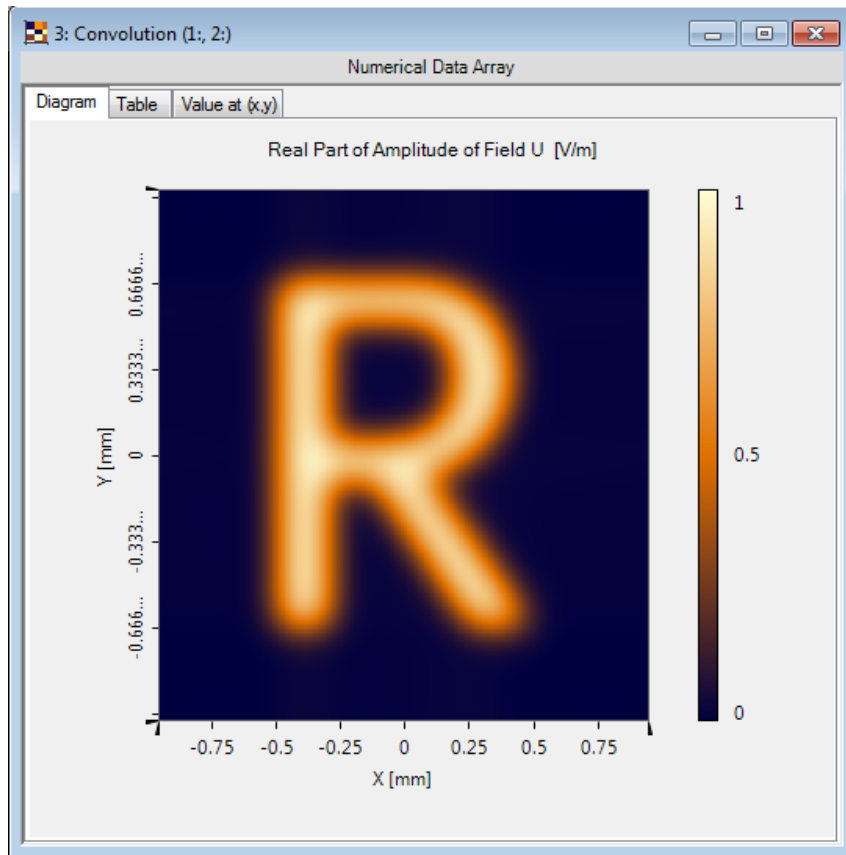 3: Convolution (1:, 2:)
Numerical Data Array
Diagram Table Value at (x,y)
Real Part of Amplitude of Field U [V/m]
1
0.5
0
Y [mm]
0.6666...
0.3333...
0
-0.333...
-0.666...
R
-0.75 -0.5 -0.25 0 0.25 0.5 0.75
X [mm]